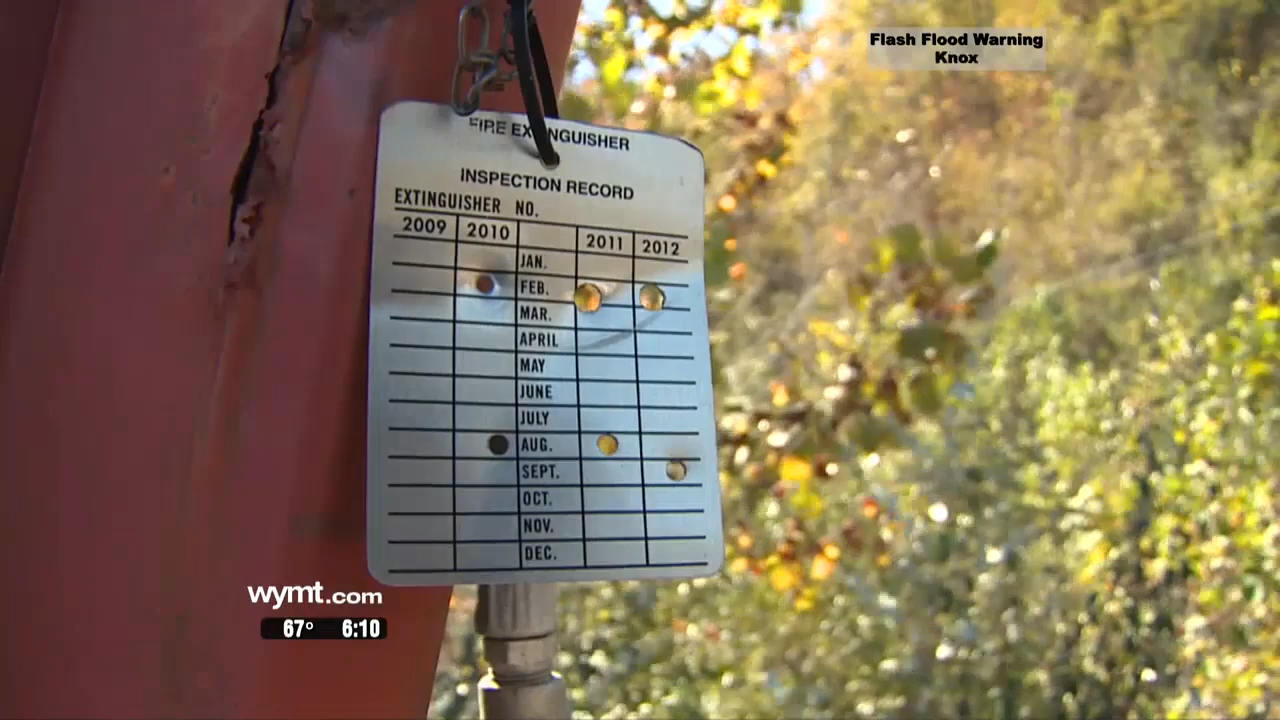 Flash Flood Warning
Knox
FIRE EXTINGUISHER
INSPECTION RECORD
EXTINGUISHER NO.
2009 2010 2011 2012
JAN.
FEB.
MAR.
APRIL
MAY
JUNE
JULY
AUG.
SEPT.
OCT.
NOV.
DEC.
wymt.com
67° 6:10